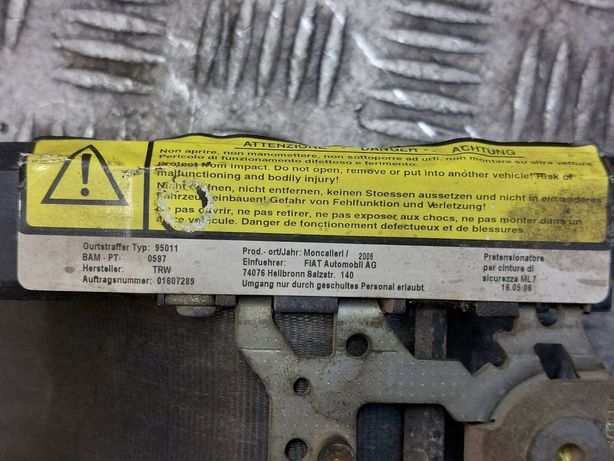 ATTENZIONE - DANGER - ACHTUNG
Non aprire, non manomettere, non sottoporre ad urti, non montare su altra vettura.
Pericolo di funzionamento difettoso e ferimento.
protect from impact. Do not open, remove or put into another vehicle! Risk of
malfunctioning and bodily injury!
Nicht öffnen, nicht entfernen, keinen Stoessen aussetzen und nicht in ein anderes
Fahrzeug einbauen! Gefahr von Fehlfunktion und Verletzung!
Ne pas ouvrir, ne pas retirer, ne pas exposer aux chocs, ne pas monter dans un
autre vehicule. Danger de fonctionnement defectueux et de blessures
Gurtstraffer Typ: 95011
BAM - PT- 0597
Hersteller: TRW
Auftragsnummer: 01607289
Prod.- ort/Jahr: Moncalieri / 2006
Einfuehrer: FIAT Automobil AG
74076 Heilbronn Salzstr. 140
Umgang nur durch geschultes Personal erlaubt
Pretensionatore
per cinture di
sicurezza ML7
16.05.06